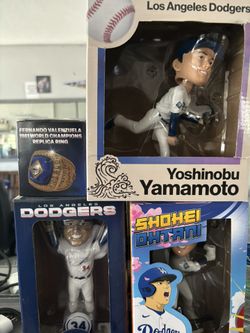 Los Angeles Dodgers
FERNANDO VALENZUELA
1981 WORLD CHAMPIONS
REPLICA RING
Yoshinobu
Yamamoto
LOS ANGELES
DODGERS
34
34
SHOHEI
OHTANI
Dodgers